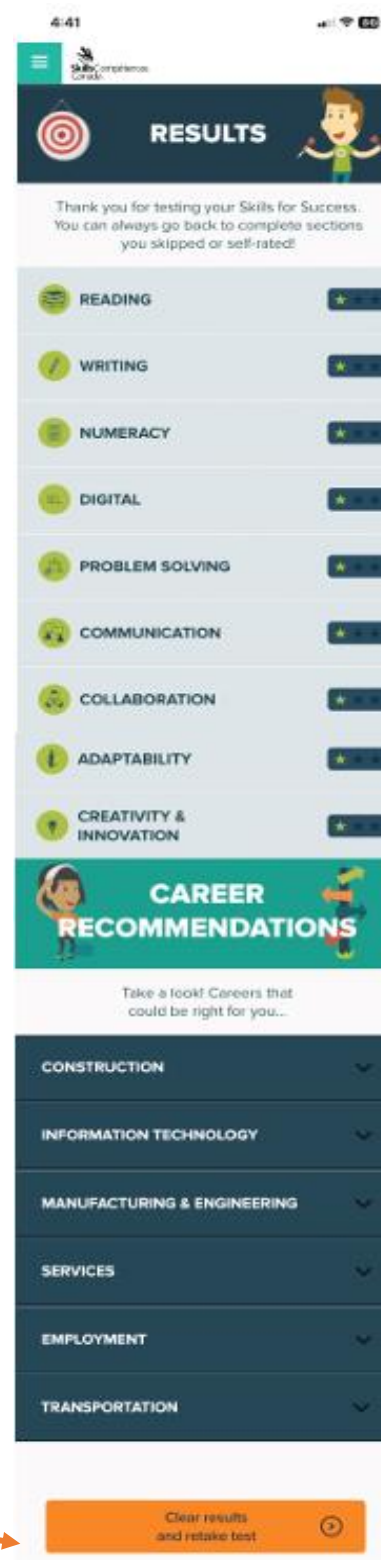 4:41
Skills Compétences
Canada
RESULTS
Thank you for testing your Skills for Success.
You can always go back to complete sections
you skipped or self-rated!
READING
WRITING
NUMERACY
DIGITAL
PROBLEM SOLVING
COMMUNICATION
COLLABORATION
ADAPTABILITY
CREATIVITY &
INNOVATION
CAREER
RECOMMENDATIONS
Take a look! Careers that
could be right for you...
CONSTRUCTION
INFORMATION TECHNOLOGY
MANUFACTURING & ENGINEERING
SERVICES
EMPLOYMENT
TRANSPORTATION
Clear results
and retake test